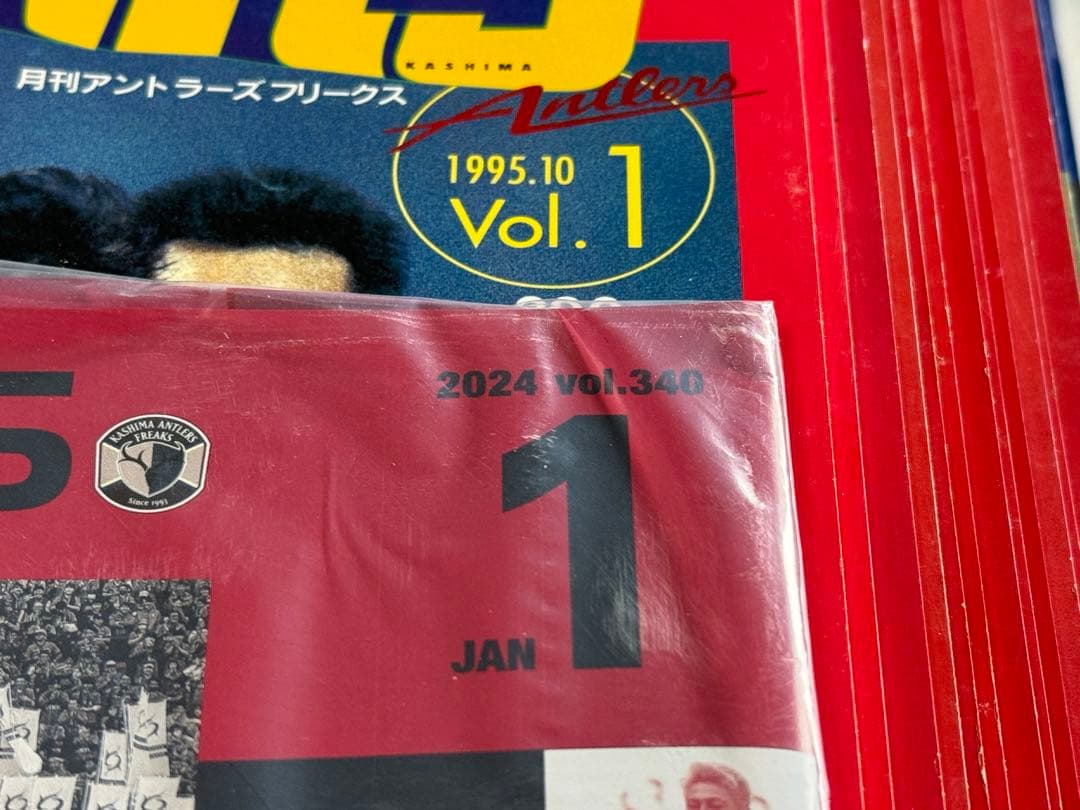 KASHIMA
Antlers
月刊アントラーズフリークス
1995.10
Vol.1
2024 vol.340
1
JAN
KASHIMA ANTLERS
FREAKS
Since 1993